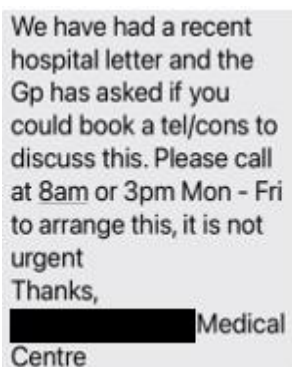 We have had a recent
hospital letter and the
Gp has asked if you
could book a tel/cons to
discuss this. Please call
at 8am or 3pm Mon - Fri
to arrange this, it is not
urgent
Thanks,
Medical
Centre